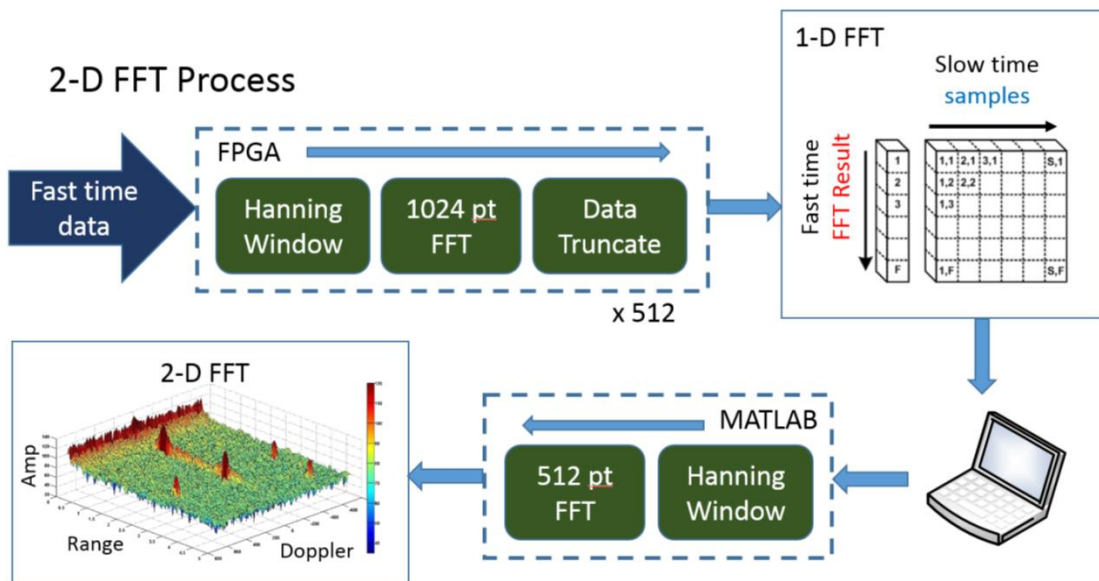 2-D FFT Process
Fast time
data
FPGA
Hanning
Window
1024 pt
FFT
Data
Truncate
x 512
1-D FFT
Slow time
samples
Fast time
FFT Result
1
2
3
F
1,1 2,1 3,1 S,1
1,2 2,2
1,3
1,F S,F
MATLAB
512 pt
FFT
Hanning
Window
2-D FFT
Amp
Range
Doppler